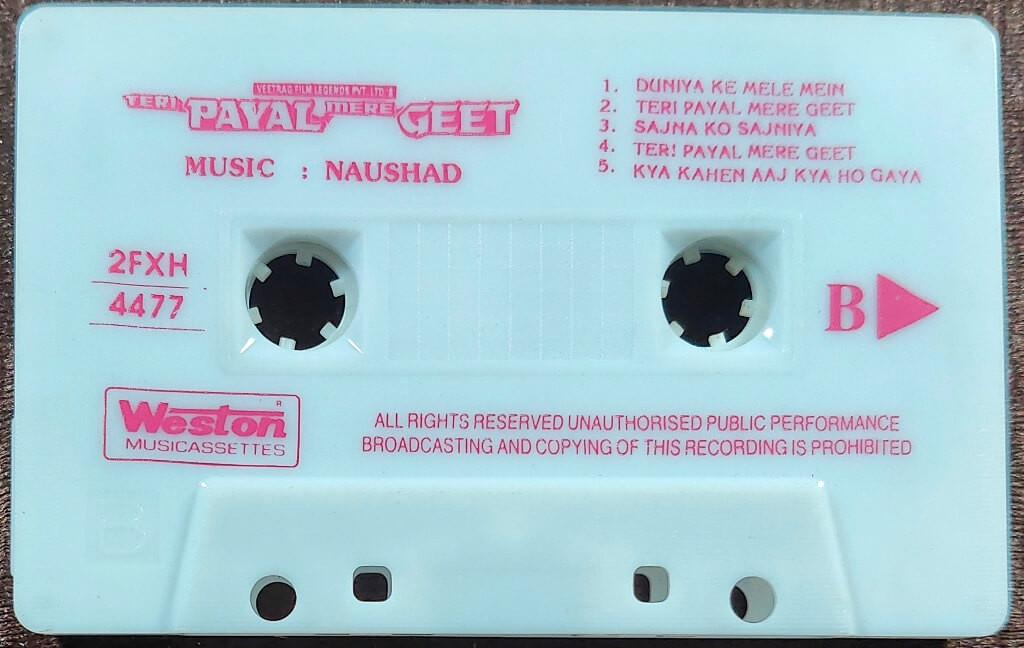 VEETRAG FILM LEGENDS PVT. LTD.'S
TERI PAYAL MERE GEET
MUSIC : NAUSHAD
1. DUNIYA KE MELE MEIN
2. TERI PAYAL MERE GEET
3. SAJNA KO SAJNIYA
4. TERI PAYAL MERE GEET
5. KYA KAHEN AAJ KYA HO GAYA
2FXH
4477
B
Weston R
MUSICASSETTES
ALL RIGHTS RESERVED UNAUTHORISED PUBLIC PERFORMANCE
BROADCASTING AND COPYING OF THIS RECORDING IS PROHIBITED